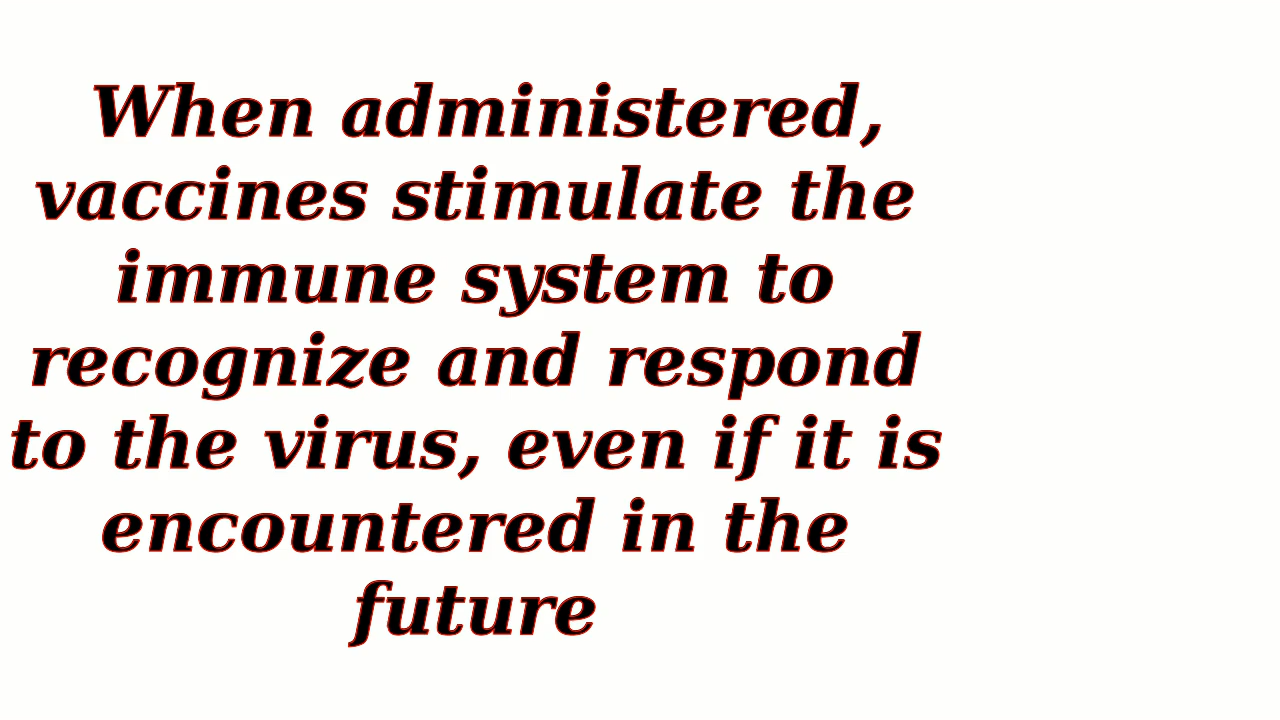 When administered,
vaccines stimulate the
immune system to
recognize and respond
to the virus, even if it is
encountered in the
future